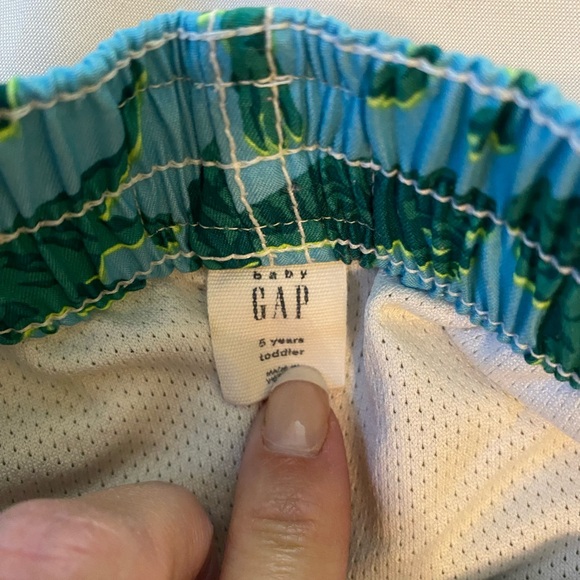 baby
GAP
5 years
toddler